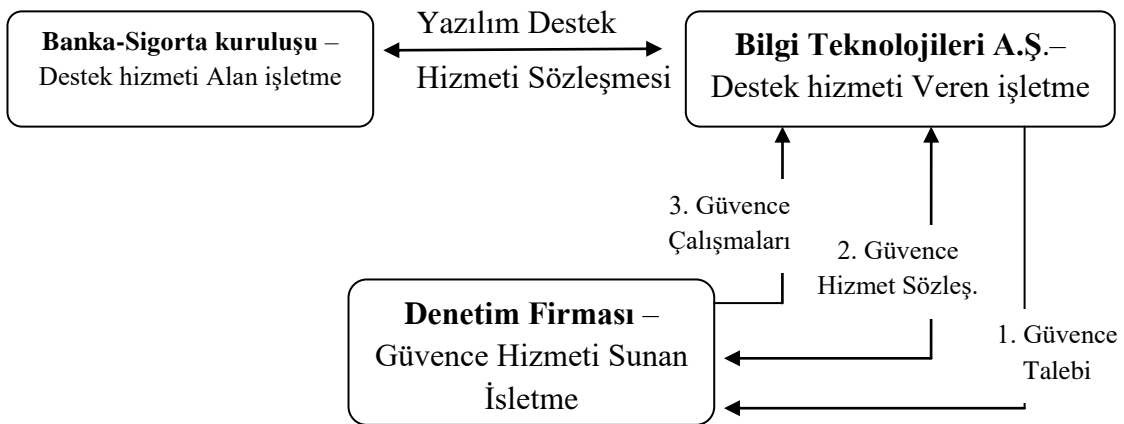 Banka-Sigorta kuruluşu –
Destek hizmeti Alan işletme
Yazılım Destek
Hizmeti Sözleşmesi
Bilgi Teknolojileri A.Ş.–
Destek hizmeti Veren işletme
3. Güvence
Çalışmaları
2. Güvence
Hizmet Sözleş.
1. Güvence
Talebi
Denetim Firması –
Güvence Hizmeti Sunan
İsletme